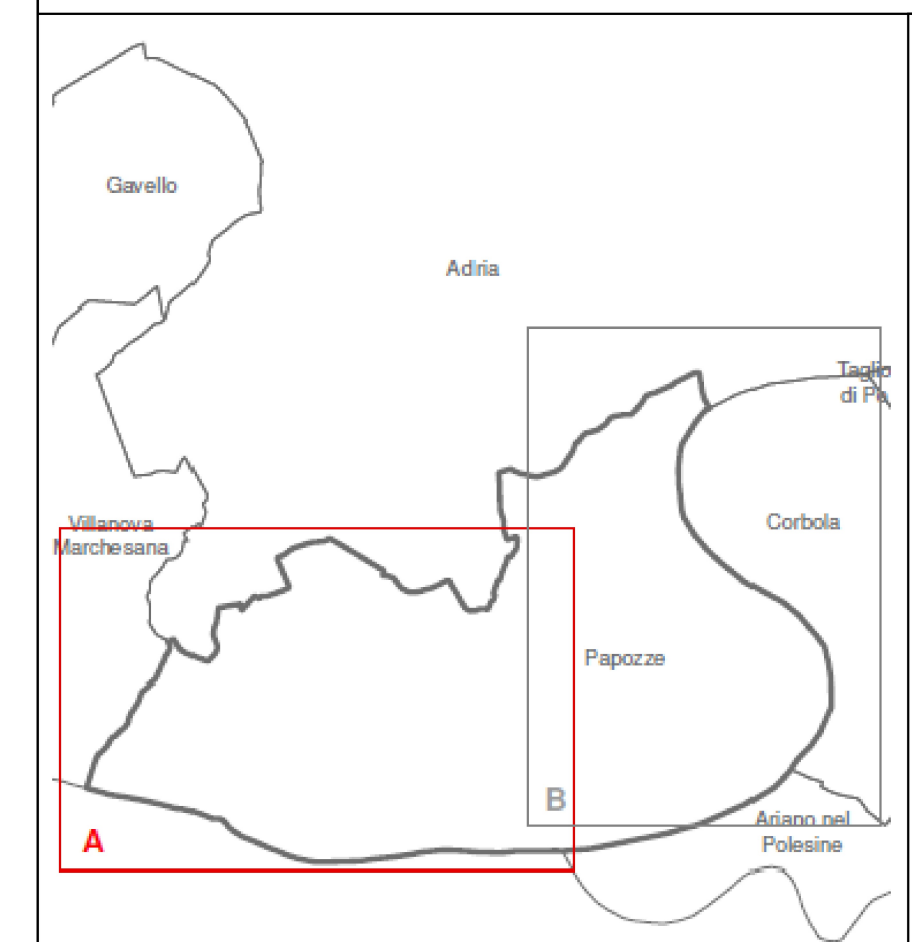 Gavello
Adria
Taglio
di Po
Villanova
Marchesana
Corbola
Papozze
B
A
Ariano nel
Polesine